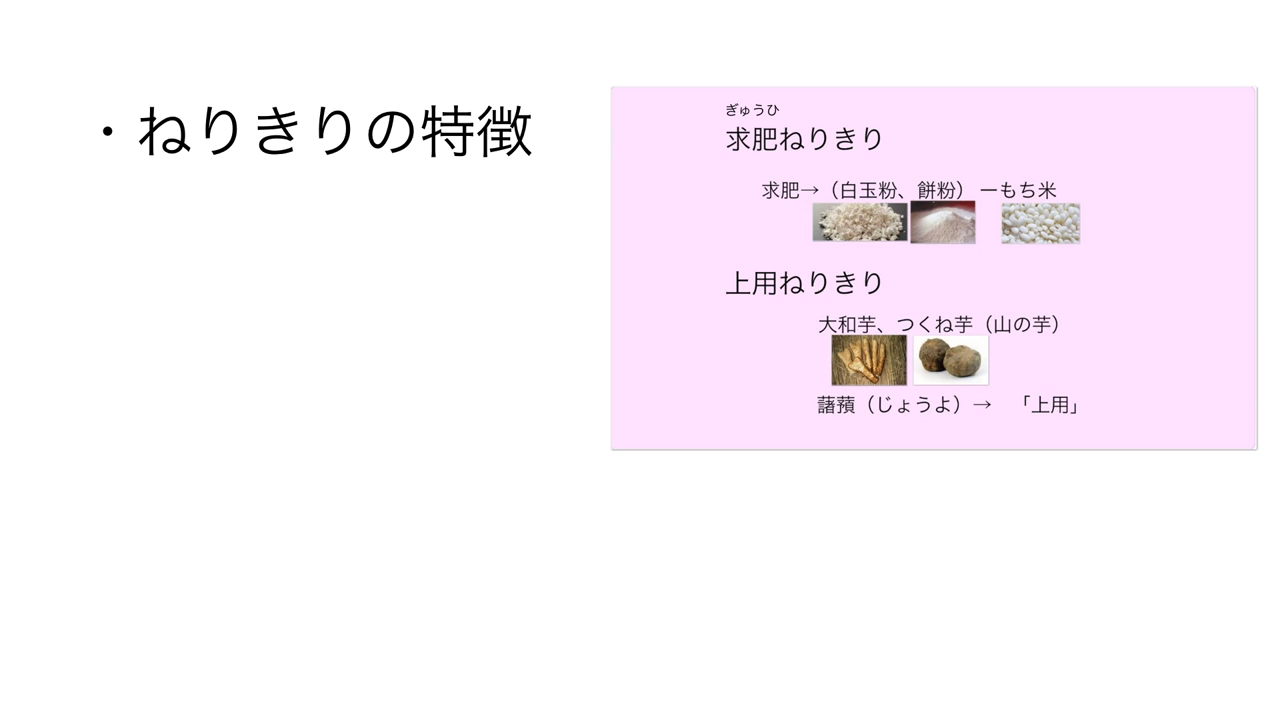 ・ねりきりの特徴
ぎゅうひ
求肥ねりきり
求肥→（白玉粉、餅粉）ーもち米
上用ねりきり
大和芋、つくね芋（山の芋）
藷蕷（じょうよ）→　「上用」